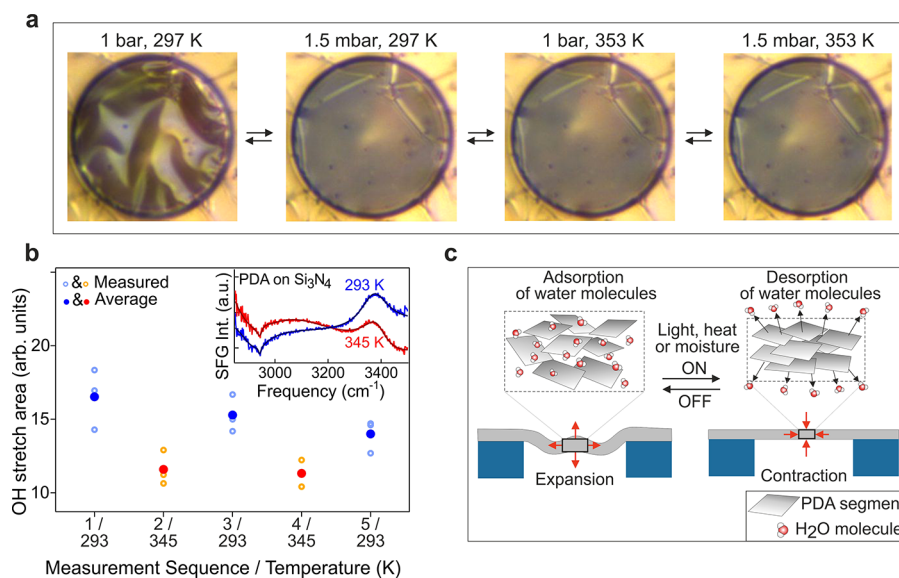 a
1 bar, 297 K
1.5 mbar, 297 K
1 bar, 353 K
1.5 mbar, 353 K
b
OH stretch area (arb. units)
20
15
10
& Measured
& Average
PDA on Si3N4
293 K
345 K
SFG Int. (a.u.)
3000
3200
3400
Frequency (cm-1)
1 /
293
2 /
345
3 /
293
4 /
345
5 /
293
Measurement Sequence / Temperature (K)
c
Adsorption
of water molecules
Desorption
of water molecules
Light, heat
or moisture
ON
OFF
Expansion
Contraction
PDA segment
H2O molecule